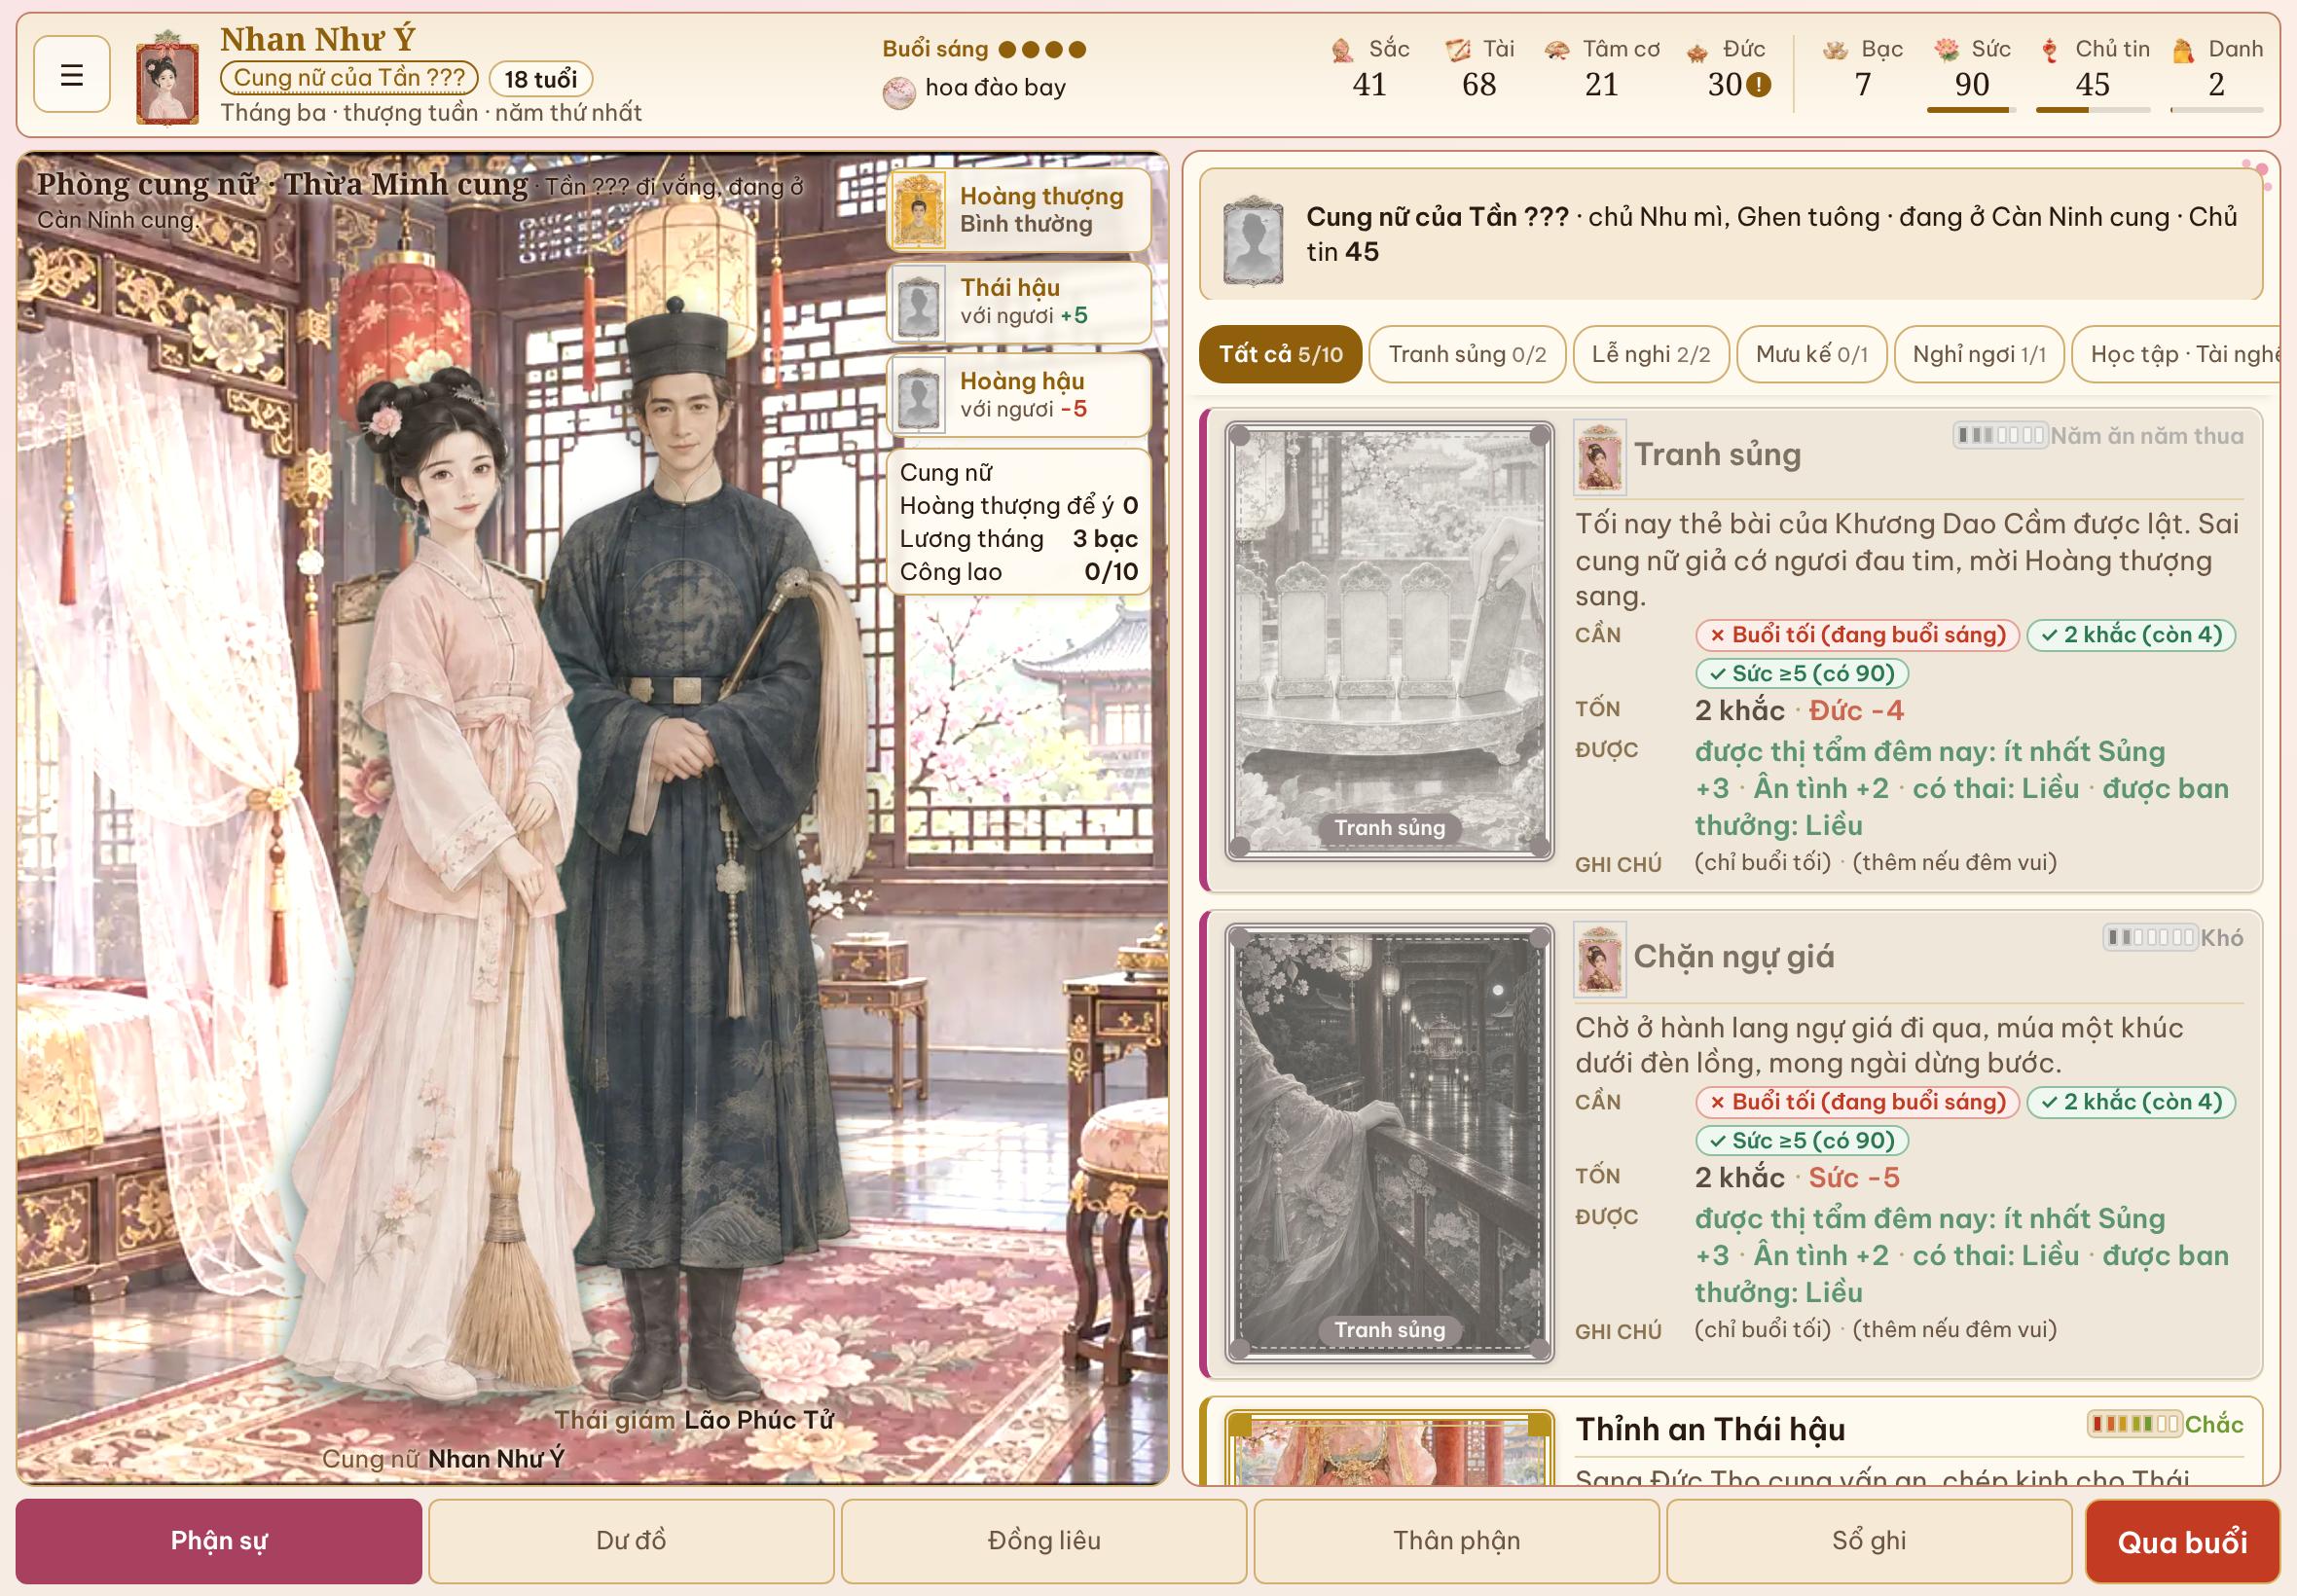 ☰
Nhan Như Ý
Cung nữ của Tần ???
18 tuổi
Tháng ba · thượng tuần · năm thứ nhất
Buổi sáng
hoa đào bay
Sắc
41
Tài
68
Tâm cơ
21
Đức
30 !
Bạc
7
Sức
90
Chủ tin
45
Danh
2
Phòng cung nữ · Thừa Minh cung · Tần ??? đi vắng, đang ở
Càn Ninh cung.
Hoàng thượng
Bình thường
Thái hậu
với ngươi +5
Hoàng hậu
với ngươi -5
Cung nữ
Hoàng thượng để ý 0
Lương tháng 3 bạc
Công lao 0/10
Thái giám Lão Phúc Tử
Cung nữ Nhan Như Ý
Cung nữ của Tần ??? · chủ Nhu mì, Ghen tuông · đang ở Càn Ninh cung · Chủ
tin 45
Tất cả 5/10
Tranh sủng 0/2
Lễ nghi 2/2
Mưu kế 0/1
Nghỉ ngơi 1/1
Học tập · Tài nghệ
Tranh sủng
Năm ăn năm thua
Tối nay thẻ bài của Khương Dao Cầm được lật. Sai
cung nữ giả cớ ngươi đau tim, mời Hoàng thượng
sang.
CẦN
× Buổi tối (đang buổi sáng)
✓ 2 khắc (còn 4)
✓ Sức ≥5 (có 90)
TỐN
2 khắc · Đức -4
ĐƯỢC
được thị tẩm đêm nay: ít nhất Sủng
+3 · Ân tình +2 · có thai: Liều · được ban
thưởng: Liều
GHI CHÚ
(chỉ buổi tối) · (thêm nếu đêm vui)
Tranh sủng
Chặn ngự giá
Khó
Chờ ở hành lang ngự giá đi qua, múa một khúc
dưới đèn lồng, mong ngài dừng bước.
CẦN
× Buổi tối (đang buổi sáng)
✓ 2 khắc (còn 4)
✓ Sức ≥5 (có 90)
TỐN
2 khắc · Sức -5
ĐƯỢC
được thị tẩm đêm nay: ít nhất Sủng
+3 · Ân tình +2 · có thai: Liều · được ban
thưởng: Liều
GHI CHÚ
(chỉ buổi tối) · (thêm nếu đêm vui)
Tranh sủng
Thỉnh an Thái hậu
Chắc
Sang Đức Thọ cung vấn an, chép kinh cho Thái
Phận sự
Dư đồ
Đồng liêu
Thân phận
Sổ ghi
Qua buổi